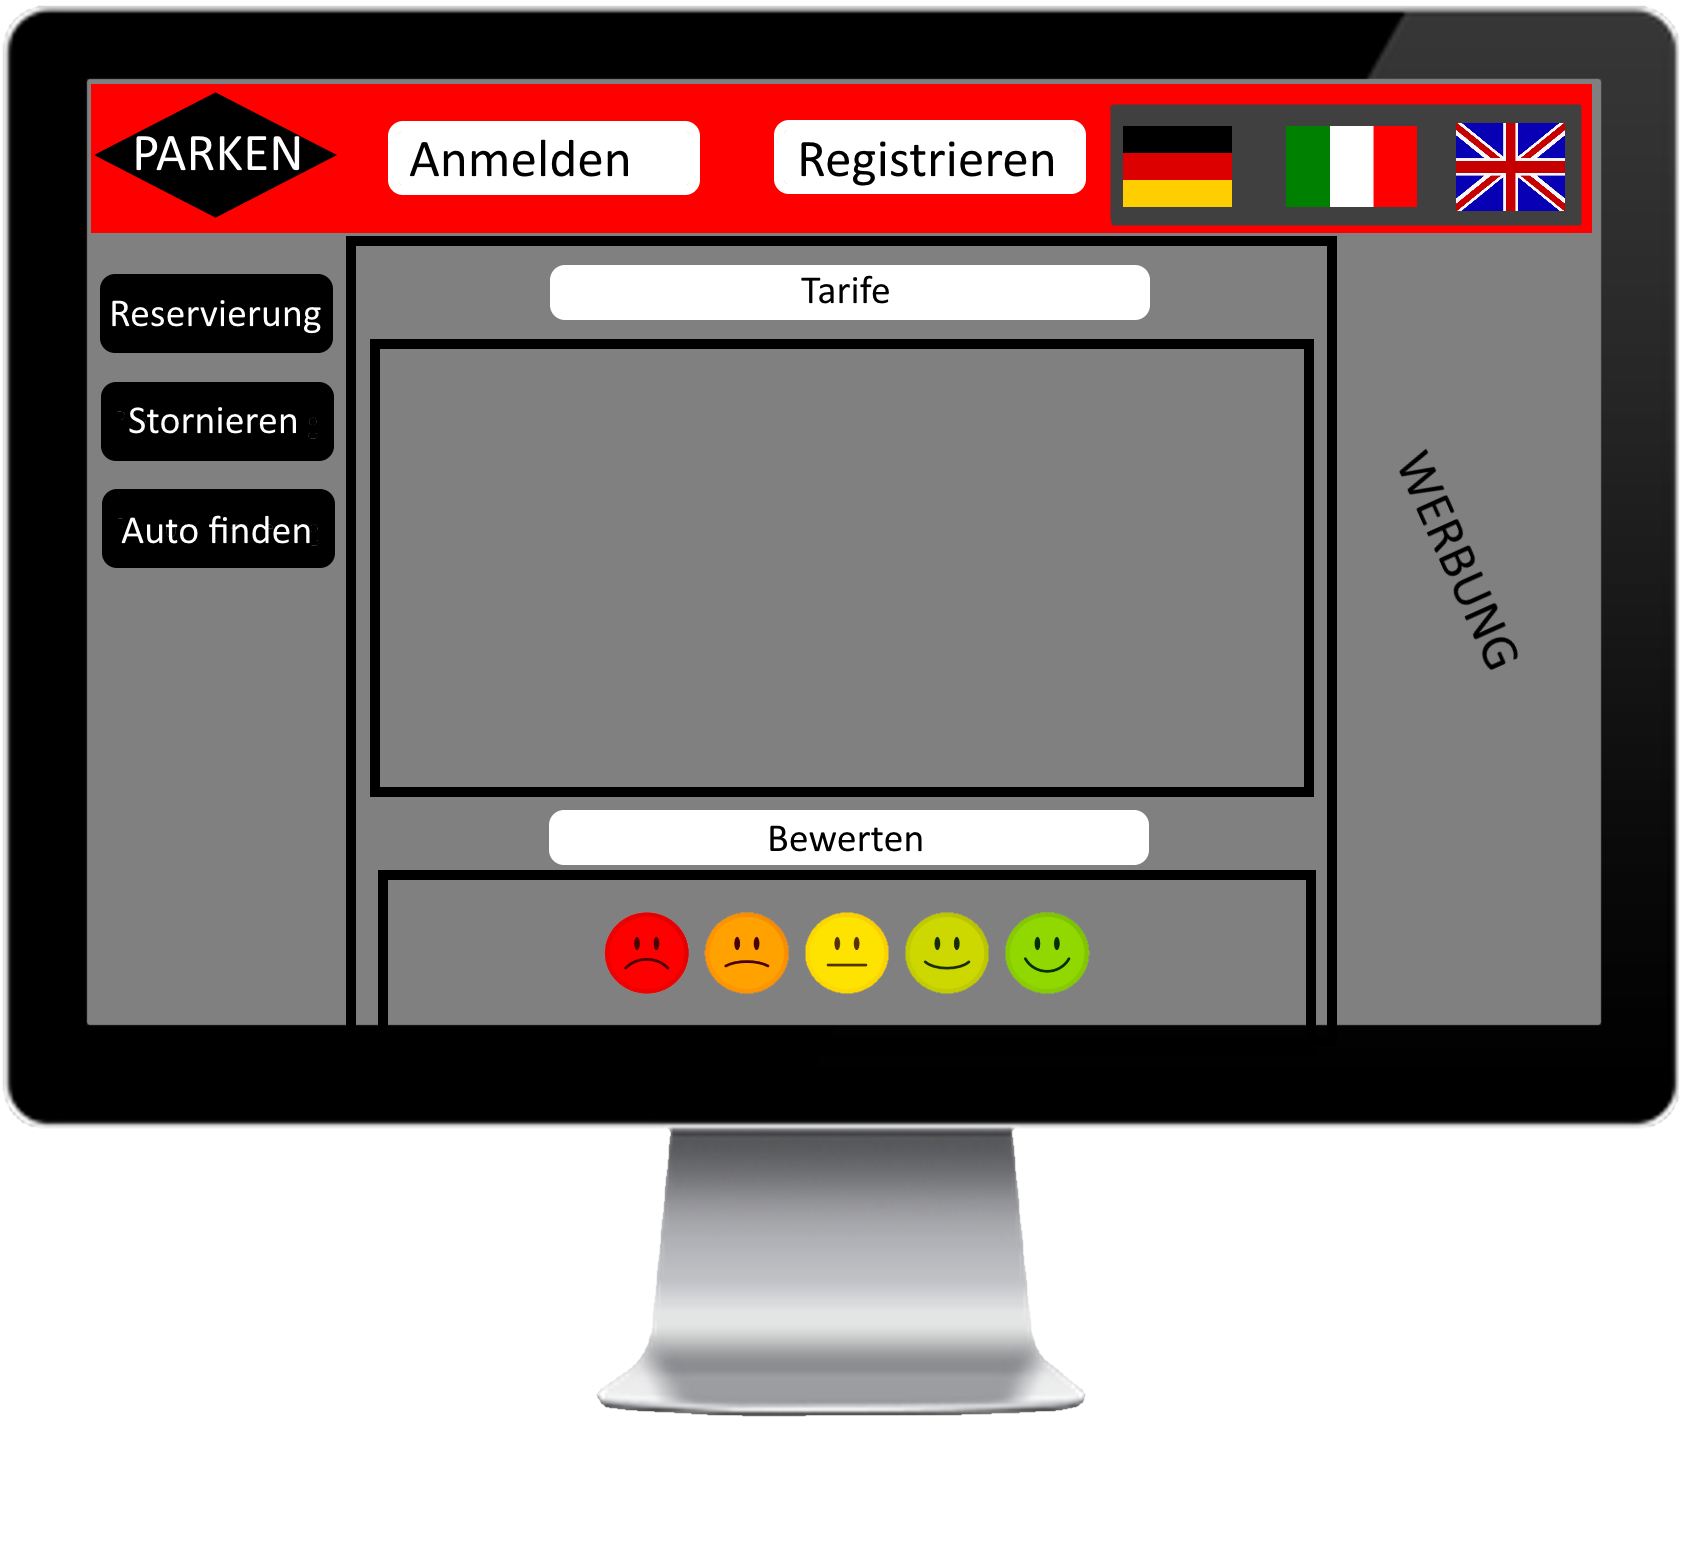 PARKEN
Anmelden
Registrieren
Reservierung
Stornieren
Auto finden
Tarife
Bewerten
WERBUNG